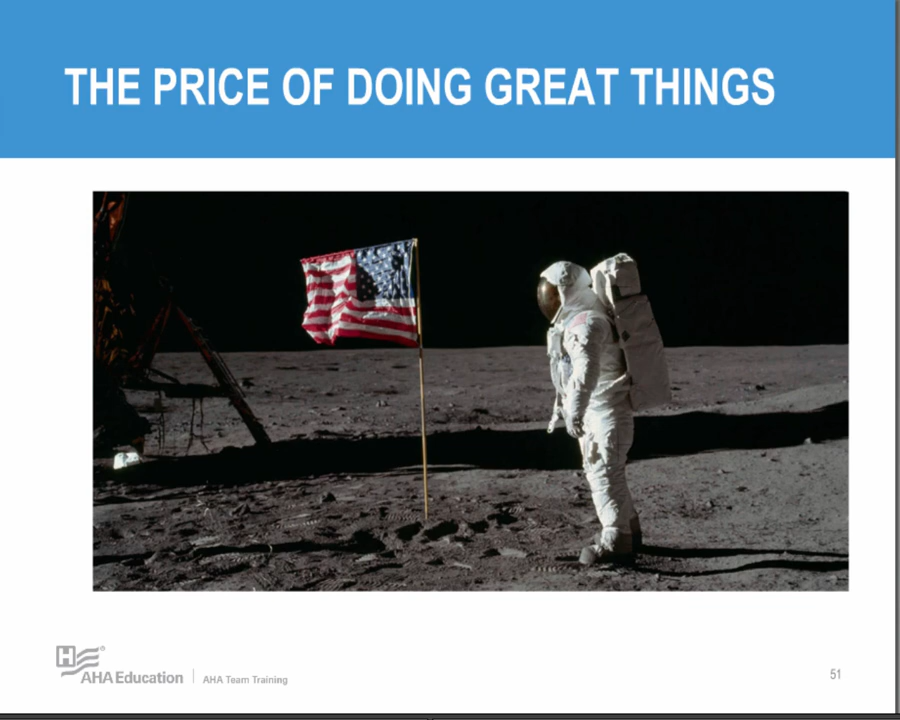 THE PRICE OF DOING GREAT THINGS
H®
AHA Education | AHA Team Training
51